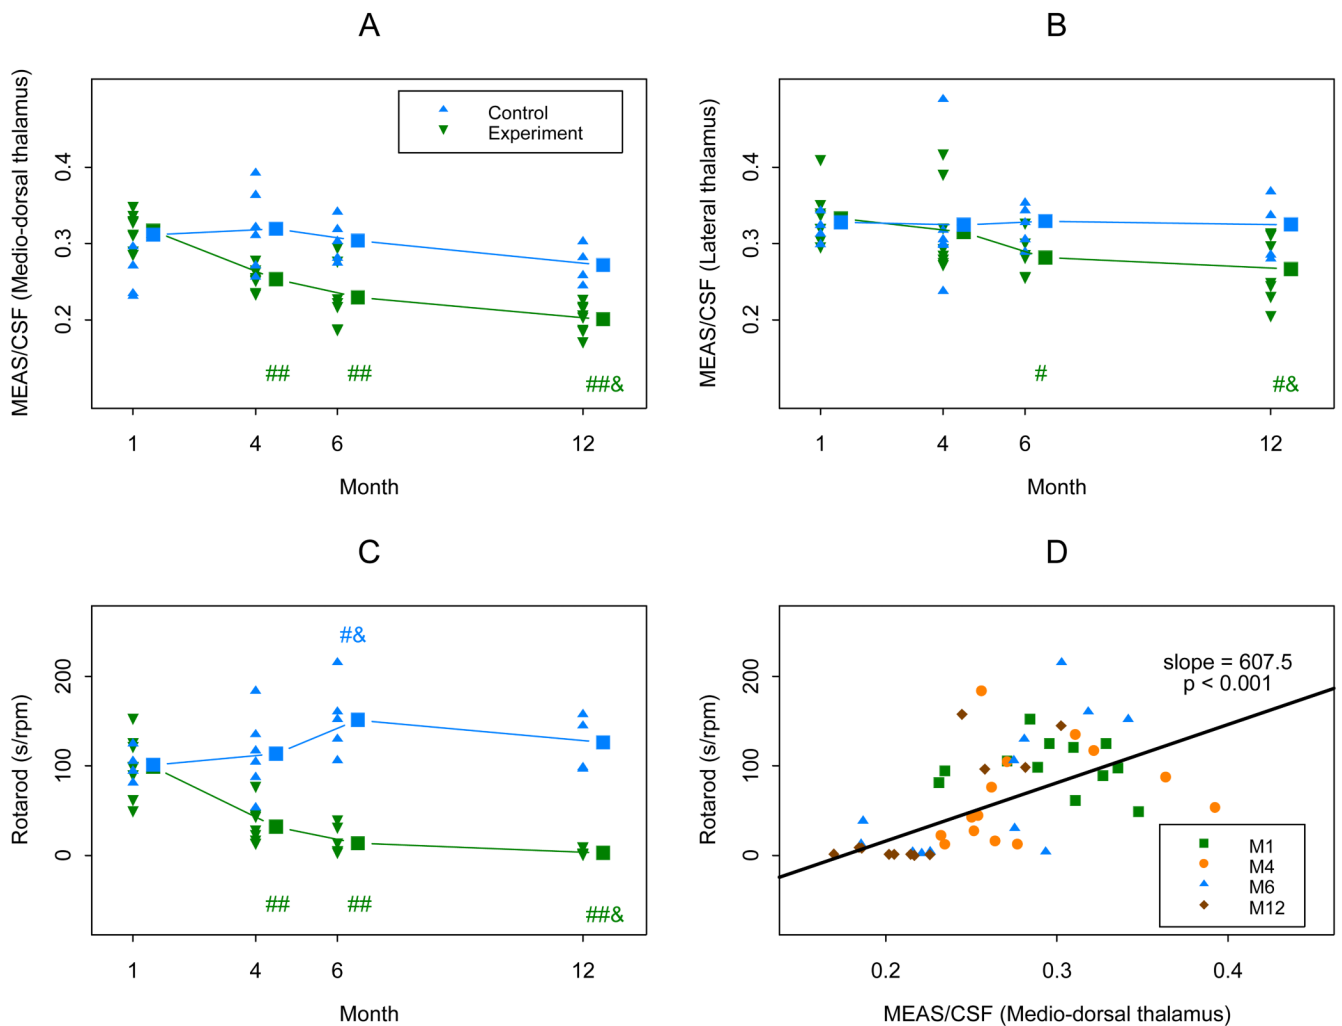 A
MEAS/CSF (Medio-dorsal thalamus)
0.4
0.3
0.2
Control
Experiment
##
##
##&
1
4
6
12
Month
B
MEAS/CSF (Lateral thalamus)
0.4
0.3
0.2
#
#&
1
4
6
12
Month
C
Rotarod (s/rpm)
200
100
0
#&
##
##
##&
1
4
6
12
Month
D
Rotarod (s/rpm)
200
100
0
slope = 607.5
p < 0.001
M1
M4
M6
M12
0.2
0.3
0.4
MEAS/CSF (Medio-dorsal thalamus)